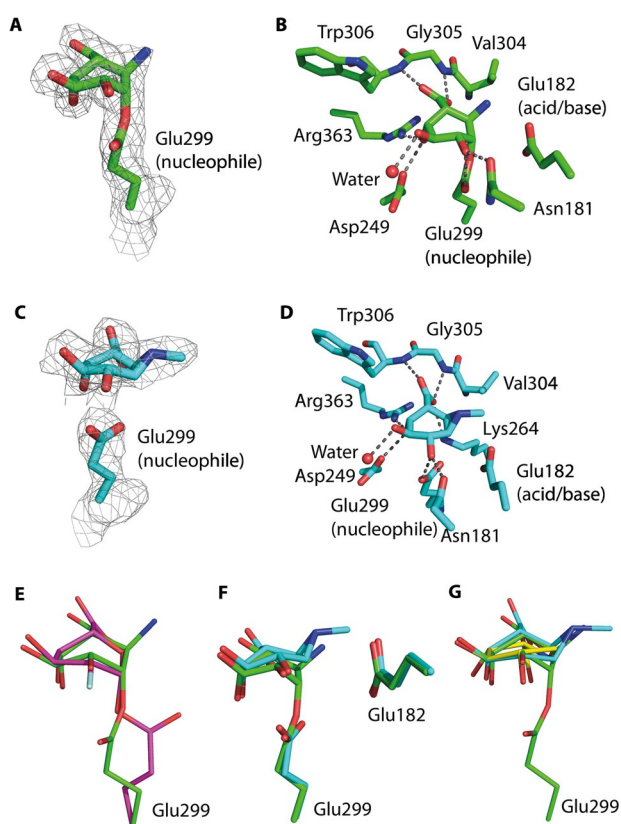 A
Glu299
(nucleophile)
B
Trp306
Gly305
Val304
Glu182
(acid/base)
Arg363
Water
Asp249
Glu299
(nucleophile)
Asn181
C
Glu299
(nucleophile)
D
Trp306
Gly305
Val304
Arg363
Lys264
Water
Asp249
Glu182
(acid/base)
Glu299
(nucleophile)
Asn181
E
Glu299
F
Glu182
Glu299
G
Glu299